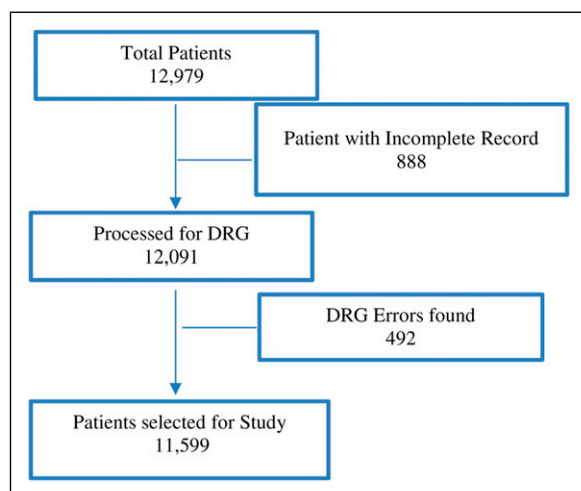 Total Patients
12,979
Patient with Incomplete Record
888
Processed for DRG
12,091
DRG Errors found
492
Patients selected for Study
11,599